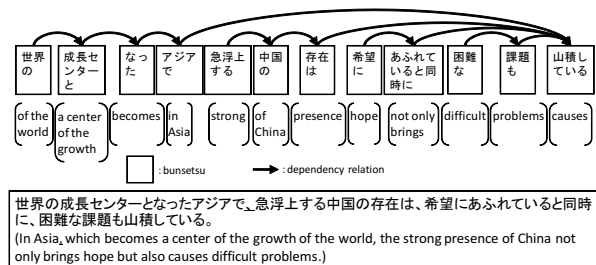 世界の 成長センターと なった アジアで 急浮上する 中国の 存在は 希望に あふれていると同時に 困難な 課題も 山積している
of the world a center of the growth becomes in Asia strong of China presence hope not only brings difficult problems causes
: bunsetsu : dependency relation
世界の成長センターとなったアジアで、急浮上する中国の存在は、希望にあふれていると同時
に、困難な課題も山積している。
(In Asia, which becomes a center of the growth of the world, the strong presence of China not
only brings hope but also causes difficult problems.)